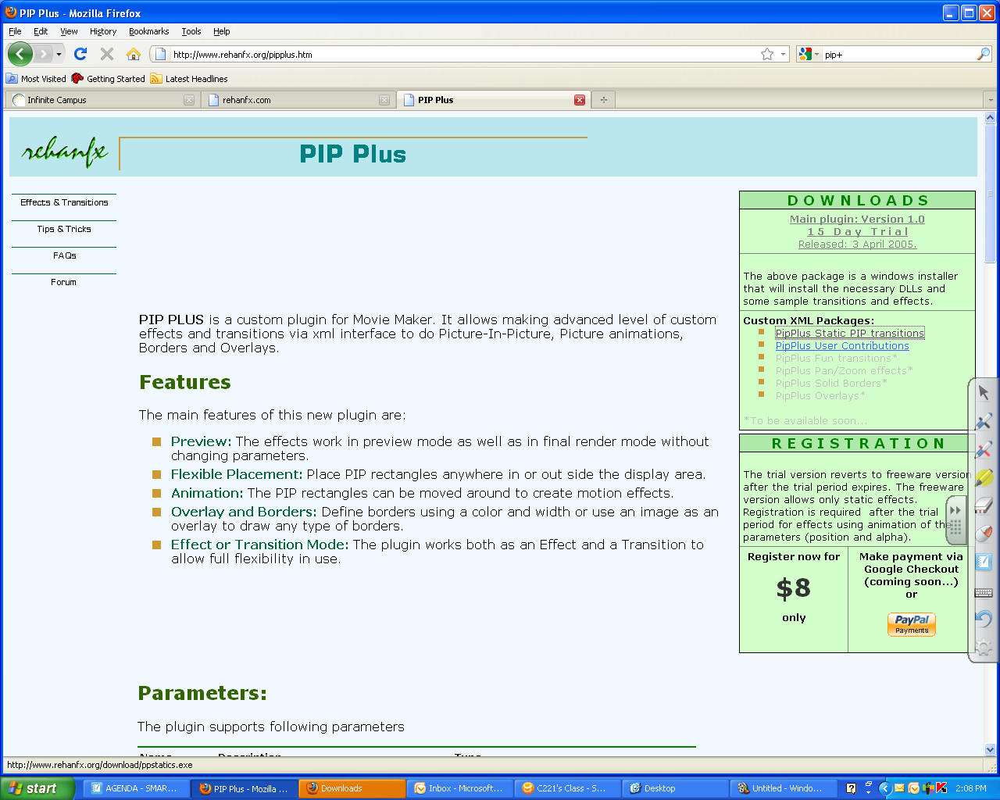 PIP Plus - Mozilla Firefox
File Edit View History Bookmarks Tools Help
http://www.rehanfx.org/pipplus.htm
pip+
Most Visited Getting Started Latest Headlines
Infinite Campus
rehanfx.com
PIP Plus
rehanfx
PIP Plus
Effects & Transitions
Tips & Tricks
FAQs
Forum
PIP PLUS is a custom plugin for Movie Maker. It allows making advanced level of custom
effects and transitions via xml interface to do Picture-In-Picture, Picture animations,
Borders and Overlays.
Features
The main features of this new plugin are:
Preview: The effects work in preview mode as well as in final render mode without
changing parameters.
Flexible Placement: Place PIP rectangles anywhere in or out side the display area.
Animation: The PIP rectangles can be moved around to create motion effects.
Overlay and Borders: Define borders using a color and width or use an image as an
overlay to draw any type of borders.
Effect or Transition Mode: The plugin works both as an Effect and a Transition to
allow full flexibility in use.
Parameters:
The plugin supports following parameters
Name Description Type
DOWNLOADS
Main plugin: Version 1.0
15 Day Trial
Released: 3 April 2005.
The above package is a windows installer
that will install the necessary DLLs and
some sample transitions and effects.
Custom XML Packages:
PipPlus Static PIP transitions
PipPlus User Contributions
PipPlus Fun transitions*
PipPlus Pan/Zoom effects*
PipPlus Solid Borders*
PipPlus Overlays*
*To be available soon...
REGISTRATION
The trial version reverts to freeware version
after the trial period expires. The freeware
version allows only static effects.
Registration is required after the trial
period for effects using animation of the
parameters (position and alpha).
Register now for
$8
only
Make payment via
Google Checkout
(coming soon...)
or
PayPal
Payments
http://www.rehanfx.org/download/ppstatics.exe
start
AGENDA - SMAR...
PIP Plus - Mozilla ...
Downloads
Inbox - Microsoft...
C221's Class - S...
Desktop
Untitled - Windo...
2:08 PM